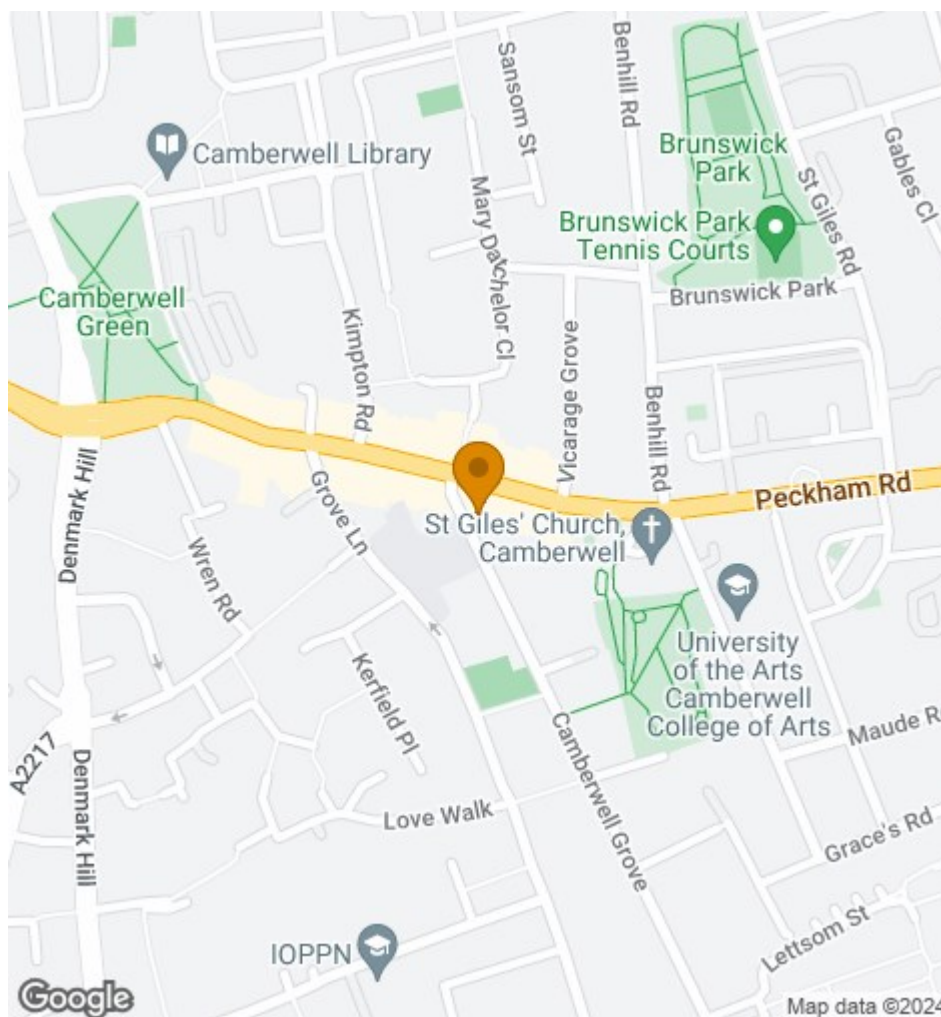 Sansom St
Benhill Rd
Camberwell Library
Brunswick
Park
Gables Cl
St Giles Rd
Mary Datchelor Cl
Brunswick Park
Tennis Courts
Brunswick Park
Camberwell
Green
Kimpton Rd
Vicarage Grove
Benhill Rd
Peckham Rd
Denmark Hill
Grove Ln
St Giles' Church,
Camberwell
Wren Rd
University
of the Arts
Camberwell
College of Arts
Kerfield Pl
Maude R
A2217
Denmark Hill
Love Walk
Camberwell Grove
Grace's Rd
Lettsom St
IOPPN
Google
Map data ©2024